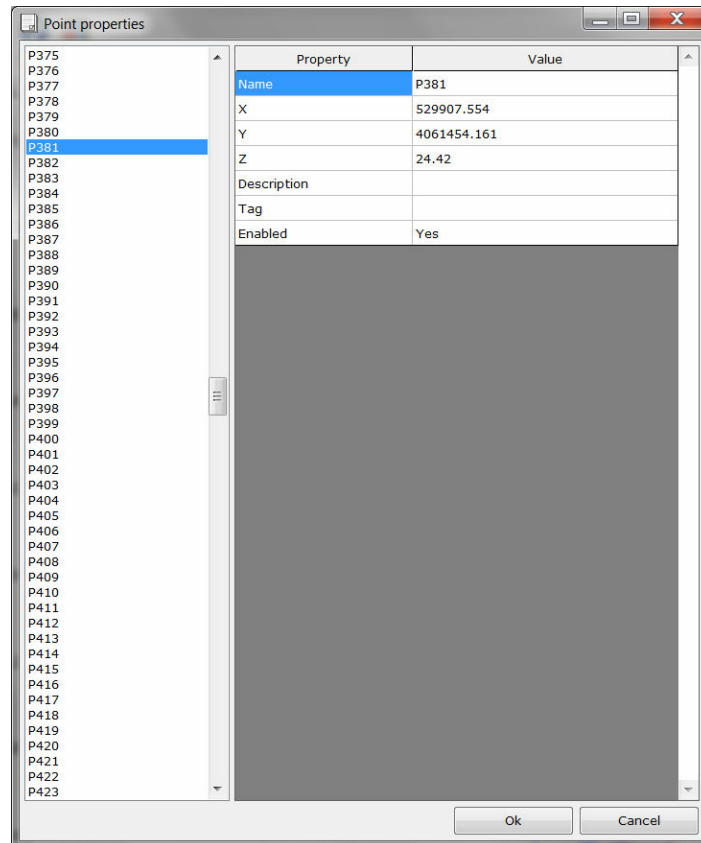 Point properties
P375
P376
P377
P378
P379
P380
P381
P382
P383
P384
P385
P386
P387
P388
P389
P390
P391
P392
P393
P394
P395
P396
P397
P398
P399
P400
P401
P402
P403
P404
P405
P406
P407
P408
P409
P410
P411
P412
P413
P414
P415
P416
P417
P418
P419
P420
P421
P422
P423
Property Value
Name P381
X 529907.554
Y 4061454.161
Z 24.42
Description
Tag
Enabled Yes
Ok Cancel